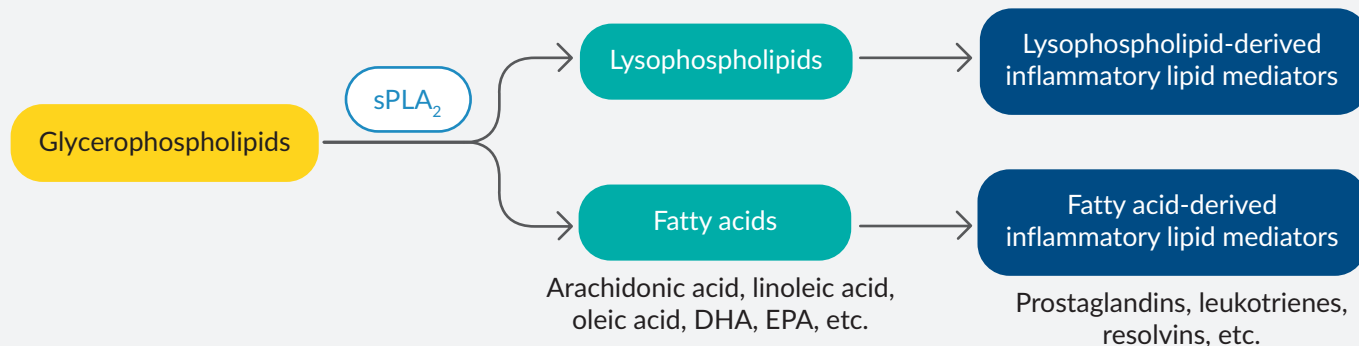 sPLA₂
Glycerophospholipids
Lysophospholipids
Lysophospholipid-derived
inflammatory lipid mediators
Fatty acids
Arachidonic acid, linoleic acid,
oleic acid, DHA, EPA, etc.
Fatty acid-derived
inflammatory lipid mediators
Prostaglandins, leukotrienes,
resolvins, etc.